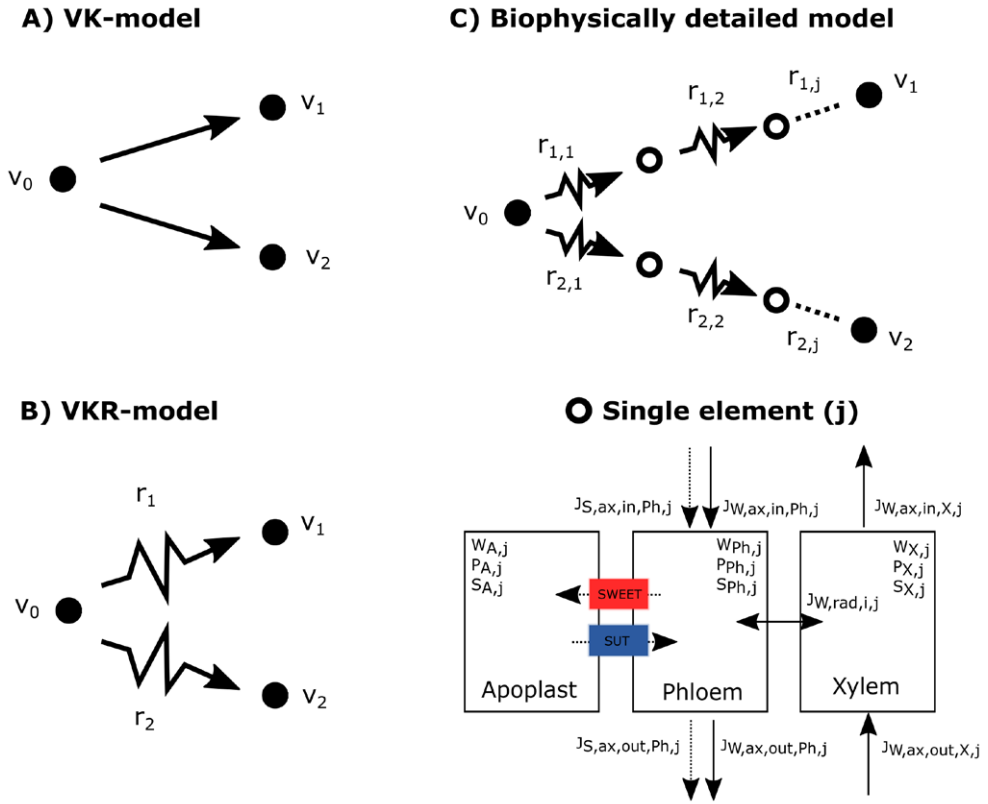 A) VK-model
v0
v1
v2
B) VKR-model
r1
v0
v1
r2
v2
C) Biophysically detailed model
r1,j
v1
r1,2
r1,1
v0
r2,1
r2,2
r2,j
v2
Single element (j)
JS,ax,in,Ph,j
JW,ax,in,Ph,j
JW,ax,in,X,j
WA,j
PA,j
SA,j
WPh,j
PPh,j
SPh,j
WX,j
PX,j
SX,j
SWEET
JW,rad,i,j
SUT
Apoplast
Phloem
Xylem
JS,ax,out,Ph,j
JW,ax,out,Ph,j
JW,ax,out,X,j